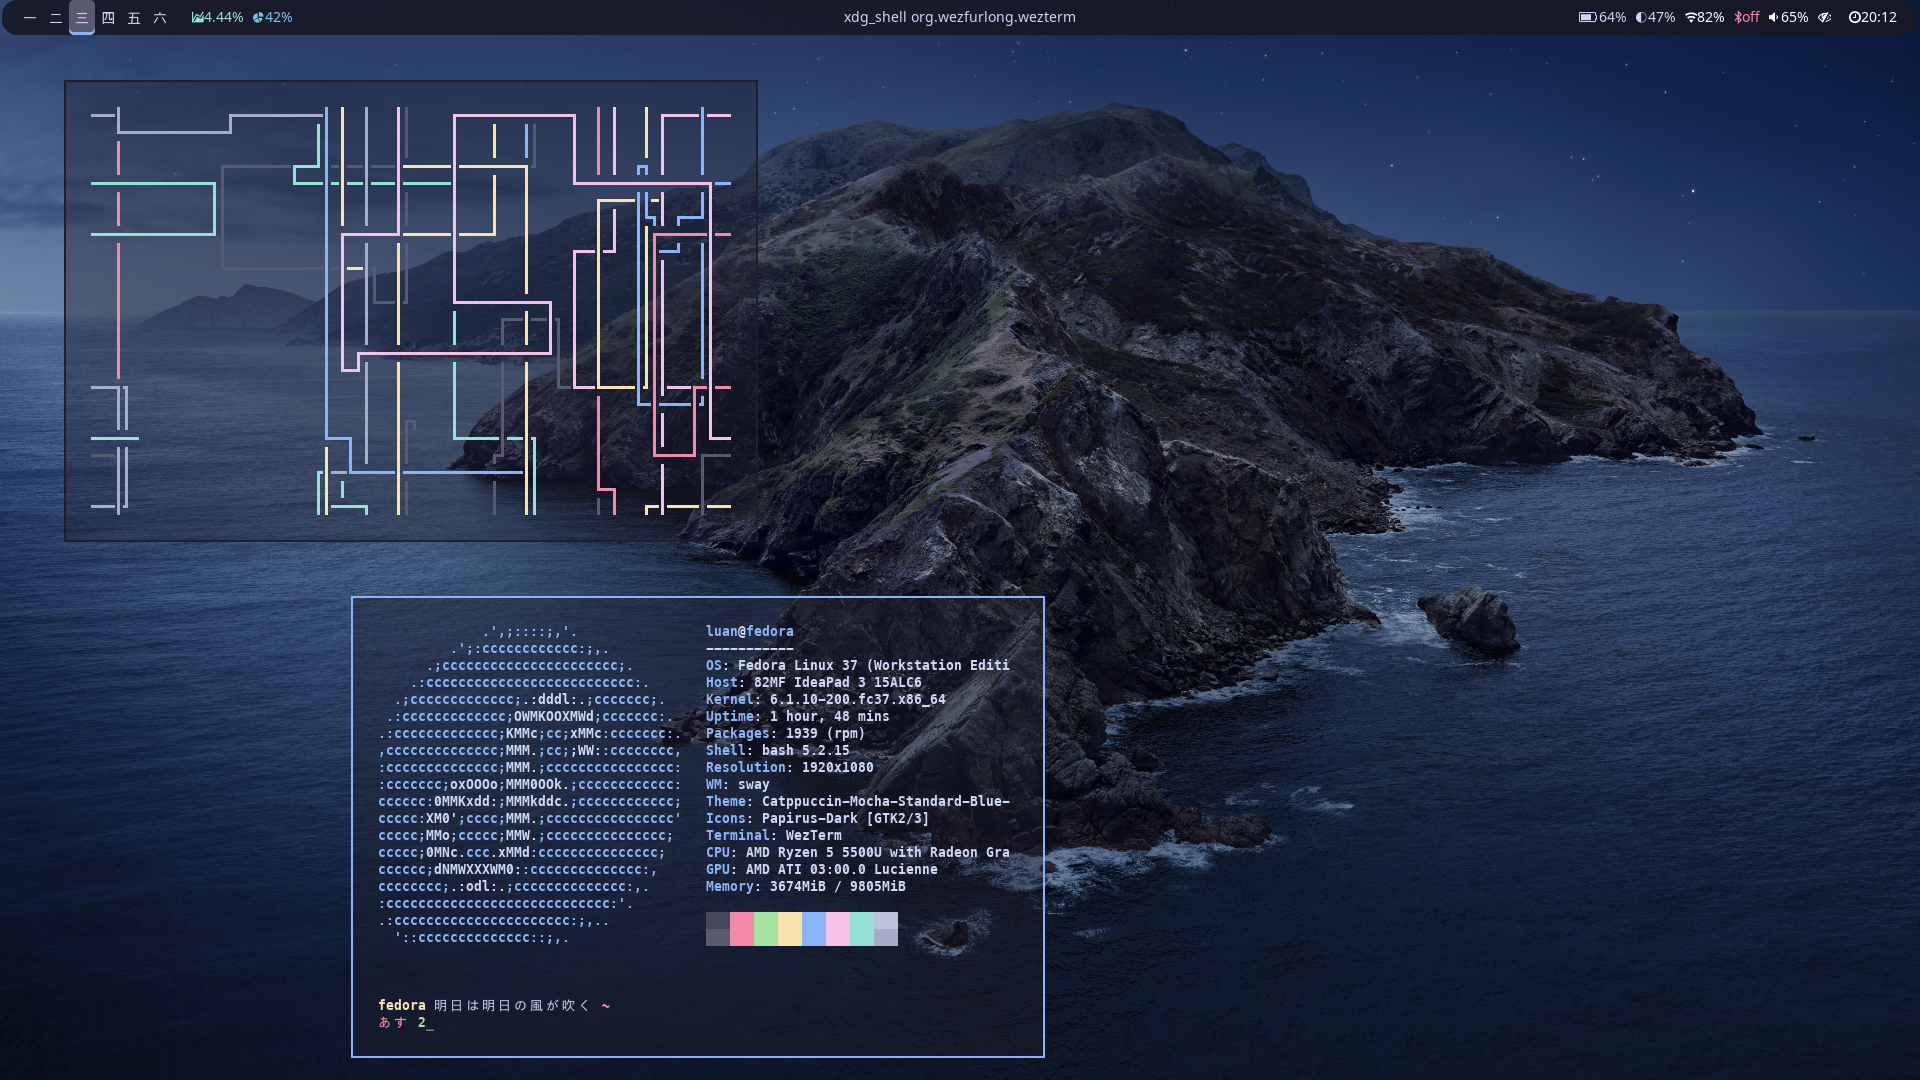 一 二 三 四 五 六 4.44% 42% xdg_shell org.wezfurlong.wezterm 64% 47% 82% off 65% 20:12
.',;::::;,'.
luan@fedora
.';:cccccccccccc:;,.
-----------
.;cccccccccccccccccccccc;.
OS: Fedora Linux 37 (Workstation Editi
.:cccccccccccccccccccccccccc:.
Host: 82MF IdeaPad 3 15ALC6
.;ccccccccccccc;.:dddl:.;ccccccc;.
Kernel: 6.1.10-200.fc37.x86_64
.:ccccccccccccc;OWMKOOXMWd;ccccccc:.
Uptime: 1 hour, 48 mins
.:ccccccccccccc;KMMc;cc;xMMc:ccccccc:.
Packages: 1939 (rpm)
,cccccccccccccc;MMM.;cc;;WW::cccccccc,
Shell: bash 5.2.15
:cccccccccccccc;MMM.;cccccccccccccccc:
Resolution: 1920x1080
:ccccccc;oxOOOo;MMM0OOk.;cccccccccccc:
WM: sway
cccccc:0MMKxdd:;MMMkddc.;cccccccccccc;
Theme: Catppuccin-Mocha-Standard-Blue-
ccccc:XM0';cccc;MMM.;cccccccccccccccc'
Icons: Papirus-Dark [GTK2/3]
ccccc;MMo;ccccc;MMW.;ccccccccccccccc;
Terminal: WezTerm
ccccc;0MNc.ccc.xMMd:ccccccccccccccc;
CPU: AMD Ryzen 5 5500U with Radeon Gra
cccccc;dNMWXXXWM0::cccccccccccccc:,
GPU: AMD ATI 03:00.0 Lucienne
cccccccc;.:odl:.;cccccccccccccc:,.
Memory: 3674MiB / 9805MiB
:cccccccccccccccccccccccccccc:'.
.:cccccccccccccccccccccc:;,..
'::cccccccccccccc::;,.
fedora 明日は明日の風が吹く ~
あす 2_